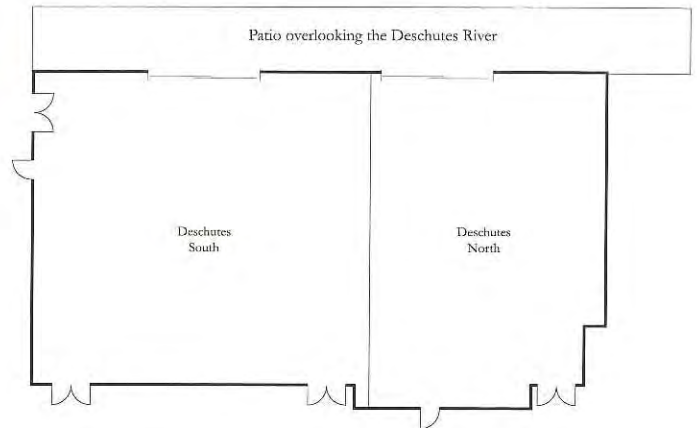 Patio overlooking the Deschutes River
Deschutes
South
Deschutes
North